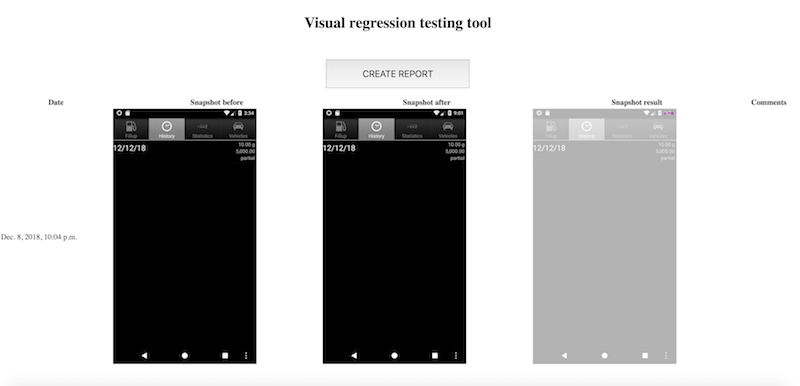 Visual regression testing tool
CREATE REPORT
Date Snapshot before Snapshot after Snapshot result Comments
3:34
Fillup History Statistics Vehicles
12/12/18
10.00 g
5,000.00
partial
9:01
Fillup History Statistics Vehicles
12/12/18
10.00 g
5,000.00
partial
Fillup History Statistics Vehicles
12/12/18
10.00 g
5,000.00
partial
Dec. 8, 2018, 10:04 p.m.